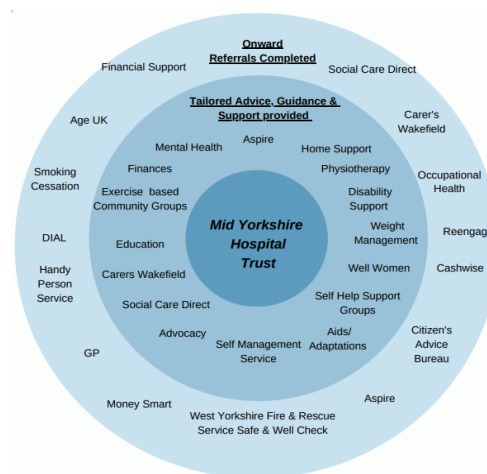 Onward
Referrals Completed
Financial Support
Social Care Direct
Age UK
Carer's
Wakefield
Smoking
Cessation
Occupational
Health
DIAL
Reengag
Handy
Person
Service
Cashwise
GP
Citizen's
Advice
Bureau
Money Smart
Aspire
West Yorkshire Fire & Rescue
Service Safe & Well Check
Tailored Advice, Guidance &
Support provided
Mental Health
Aspire
Home Support
Finances
Physiotherapy
Exercise based
Community Groups
Disability
Support
Education
Weight
Management
Carers Wakefield
Well Women
Social Care Direct
Self Help Support
Groups
Advocacy
Self Management
Service
Aids/
Adaptations
Mid Yorkshire
Hospital
Trust